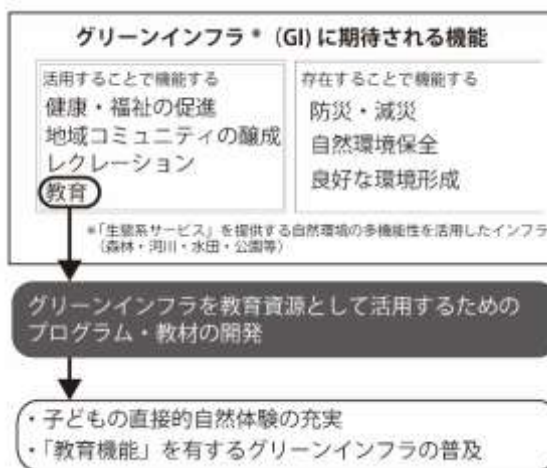 グリーンインフラ*（GI)に期待される機能
活用することで機能する
健康・福祉の促進
地域コミュニティの醸成
レクレーション
教育
存在することで機能する
防災・減災
自然環境保全
良好な環境形成
*「生態系サービス」を提供する自然環境の多機能性を活用したインフラ
（森林・河川・水田・公園等）
グリーンインフラを教育資源として活用するための
プログラム・教材の開発
・子どもの直接的自然体験の充実
・「教育機能」を有するグリーンインフラの普及